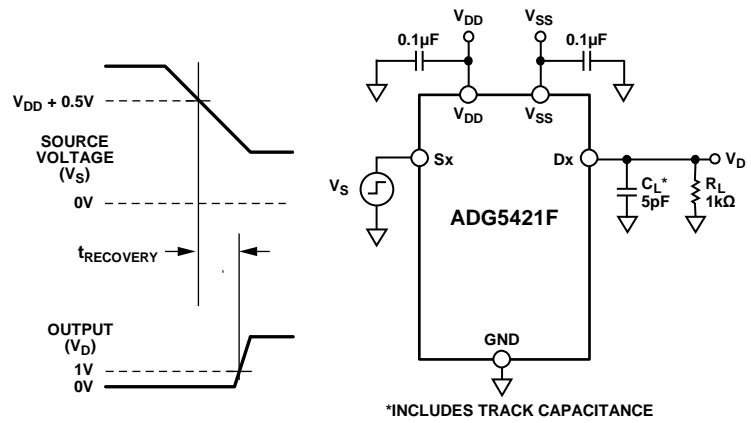 V_DD + 0.5V
SOURCE
VOLTAGE
(V_S)
0V
t_RECOVERY
OUTPUT
(V_D)
1V
0V
V_DD
V_SS
0.1µF
0.1µF
V_DD
V_SS
V_S
Sx
Dx
V_D
C_L*
5pF
R_L
1kΩ
ADG5421F
GND
*INCLUDES TRACK CAPACITANCE